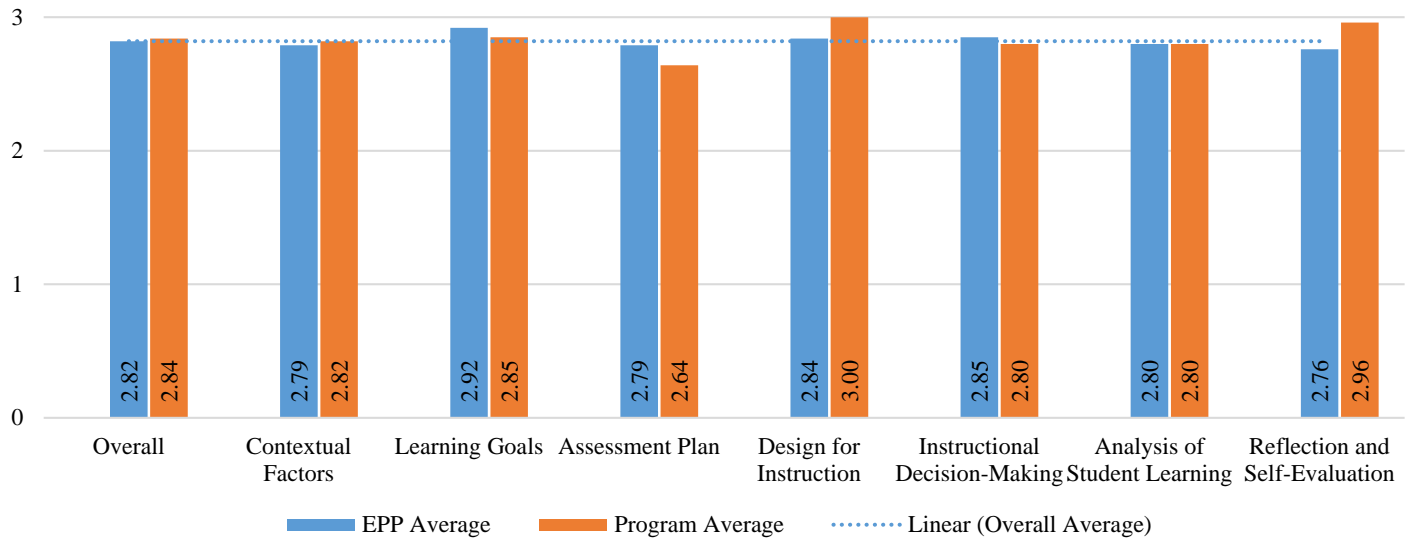 3
2
1
0
2.82
2.84
2.79
2.82
2.92
2.85
2.79
2.64
2.84
3.00
2.85
2.80
2.80
2.80
2.76
2.96
Overall
Contextual
Factors
Learning Goals
Assessment Plan
Design for
Instruction
Instructional
Decision-Making
Analysis of
Student Learning
Reflection and
Self-Evaluation
EPP Average
Program Average
Linear (Overall Average)